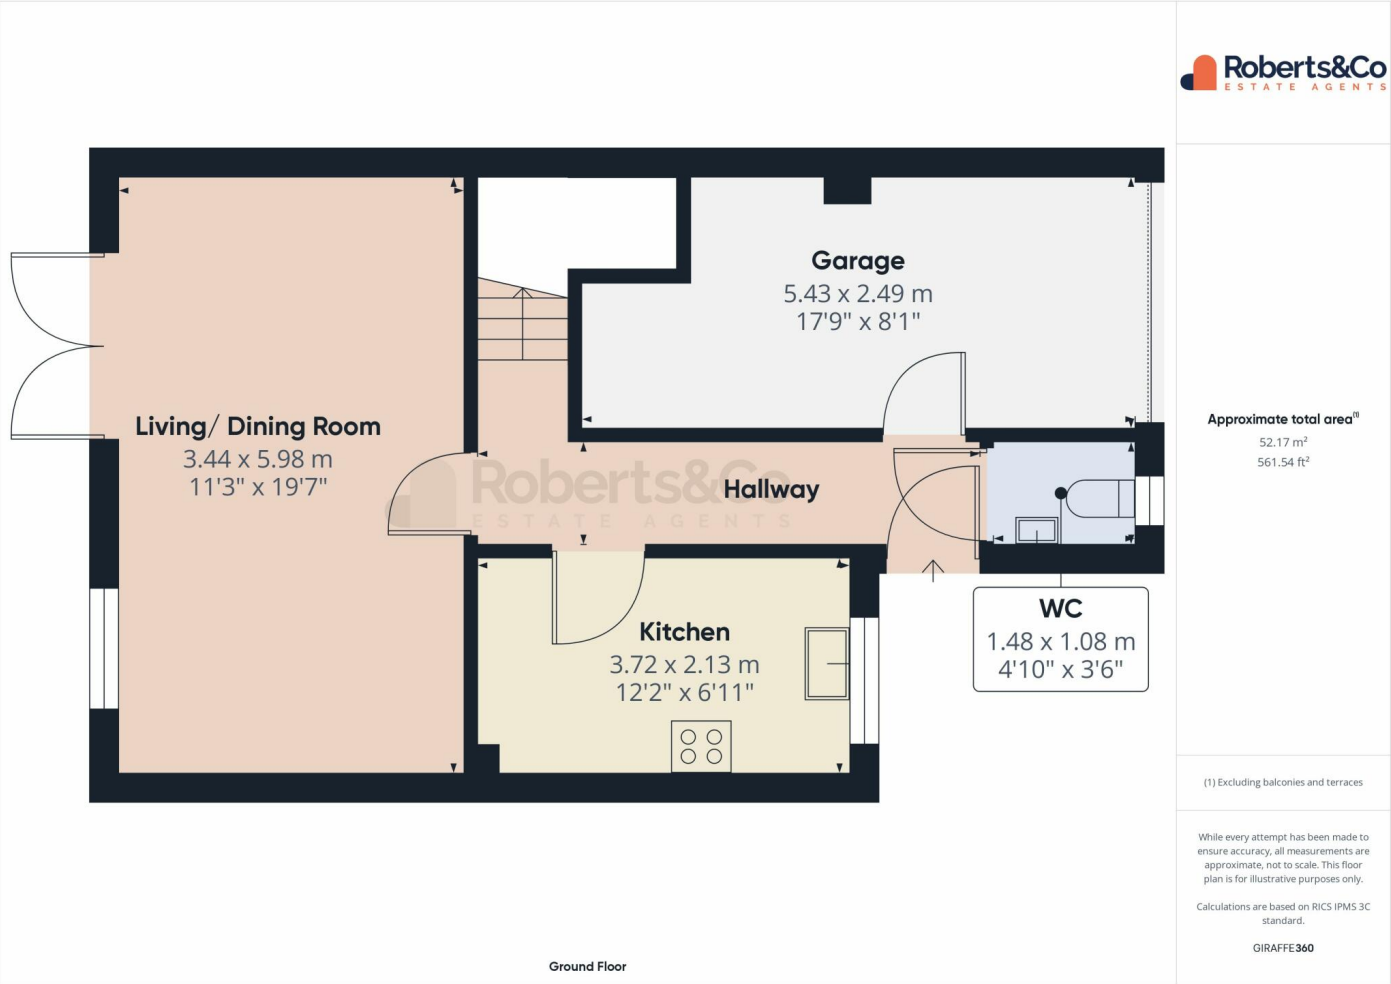 Roberts&Co
ESTATE AGENTS
Garage
5.43 x 2.49 m
17'9" x 8'1"
Living/ Dining Room
3.44 x 5.98 m
11'3" x 19'7"
Roberts&Co
ESTATE AGENTS
Hallway
Kitchen
3.72 x 2.13 m
12'2" x 6'11"
WC
1.48 x 1.08 m
4'10" x 3'6"
Ground Floor
Approximate total area(1)
52.17 m²
561.54 ft²
(1) Excluding balconies and terraces
While every attempt has been made to
ensure accuracy, all measurements are
approximate, not to scale. This floor
plan is for illustrative purposes only.
Calculations are based on RICS IPMS 3C
standard.
GIRAFFE360